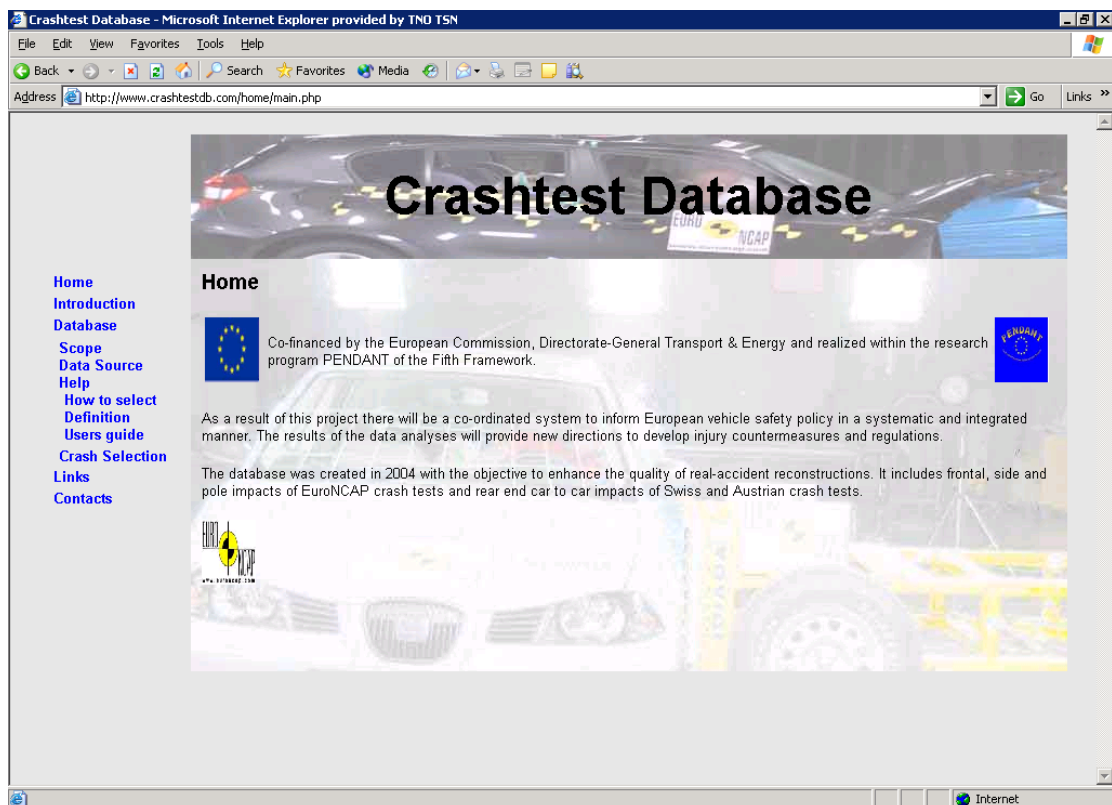 Crashtest Database - Microsoft Internet Explorer provided by TNO TSN
File Edit View Favorites Tools Help
Back Search Favorites Media
Address http://www.crashtestdb.com/home/main.php Go Links »
Crashtest Database
EURO NCAP
Home
Introduction
Database
Scope
Data Source
Help
How to select
Definition
Users guide
Crash Selection
Links
Contacts
Home
Co-financed by the European Commission, Directorate-General Transport & Energy and realized within the research
program PENDANT of the Fifth Framework.
PENDANT
As a result of this project there will be a co-ordinated system to inform European vehicle safety policy in a systematic and integrated
manner. The results of the data analyses will provide new directions to develop injury countermeasures and regulations.
The database was created in 2004 with the objective to enhance the quality of real-accident reconstructions. It includes frontal, side and
pole impacts of EuroNCAP crash tests and rear end car to car impacts of Swiss and Austrian crash tests.
EURO
NCAP
www.euroncap.com
Internet